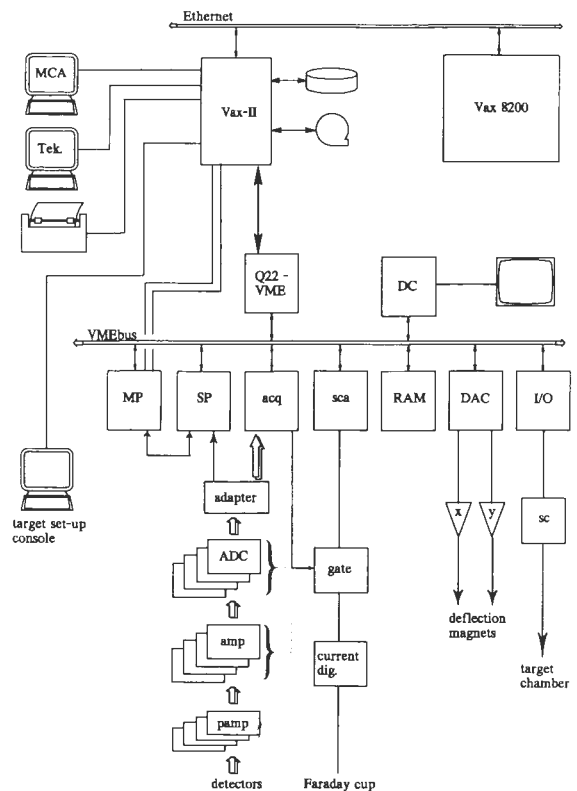 Ethernet
MCA
Vax-II
Vax 8200
Tek.
Q22 -
VME
DC
VMEbus
MP
SP
acq
sca
RAM
DAC
I/O
target set-up
console
adapter
x
y
sc
ADC
gate
deflection
magnets
amp
current
dig.
target
chamber
pamp
detectors
Faraday cup